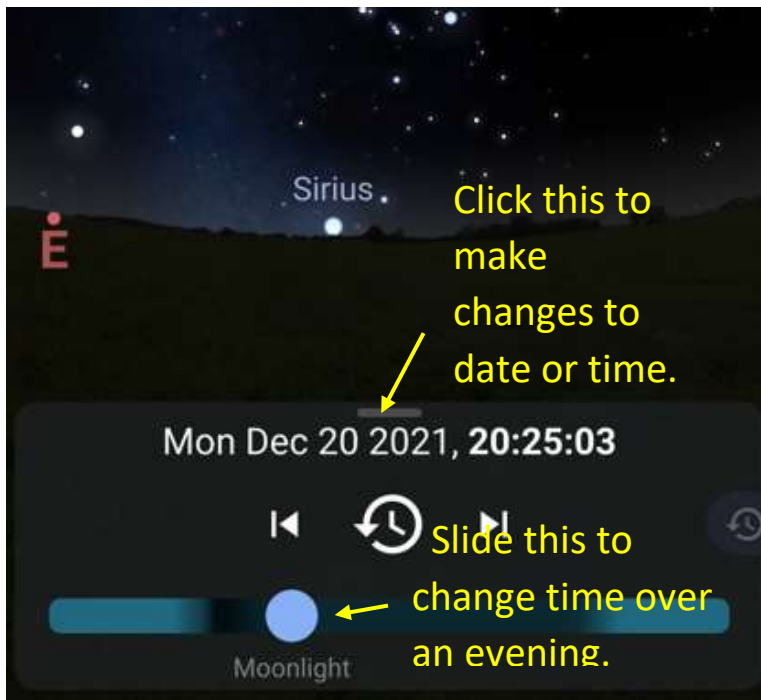 Sirius
Click this to
make
changes to
date or time.
E
Mon Dec 20 2021, 20:25:03
Slide this to
change time over
an evening.
Moonlight